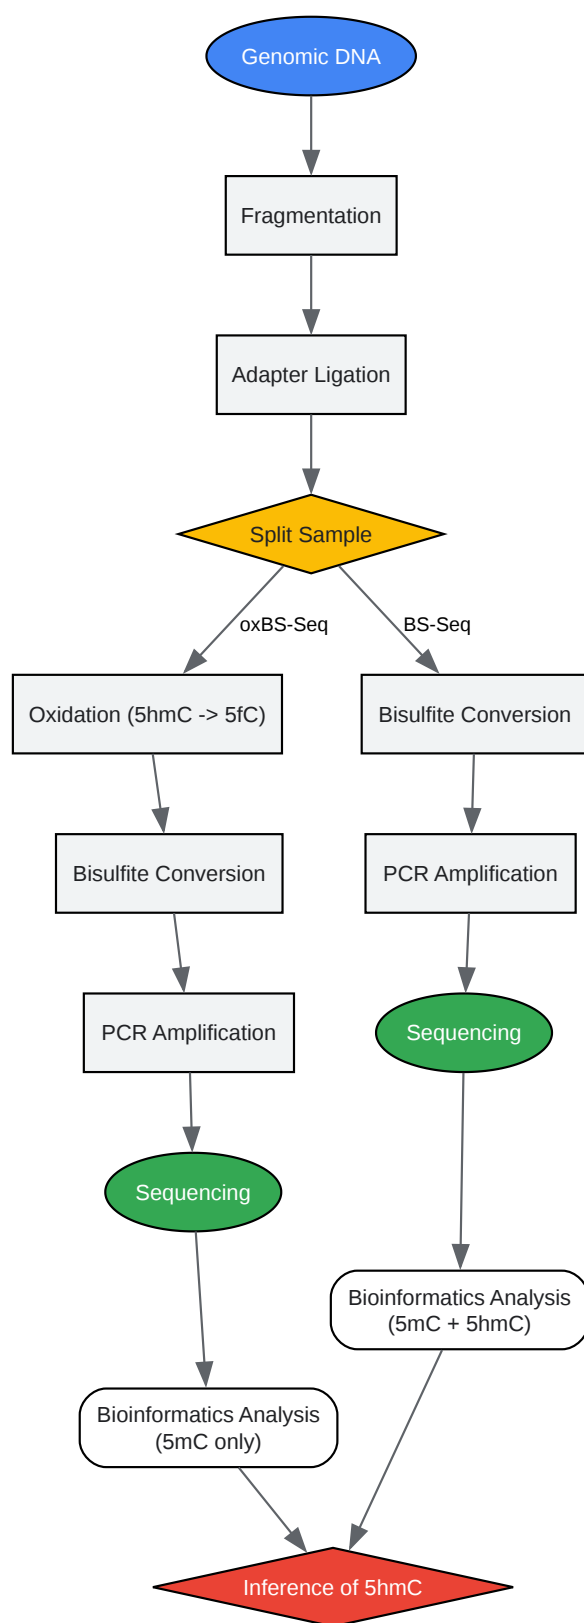 Genomic DNA
Fragmentation
Adapter Ligation
Split Sample
oxBS-Seq
BS-Seq
Oxidation (5hmC -> 5fC)
Bisulfite Conversion
Bisulfite Conversion
PCR Amplification
PCR Amplification
Sequencing
Sequencing
Bioinformatics Analysis
(5mC + 5hmC)
Bioinformatics Analysis
(5mC only)
Inference of 5hmC